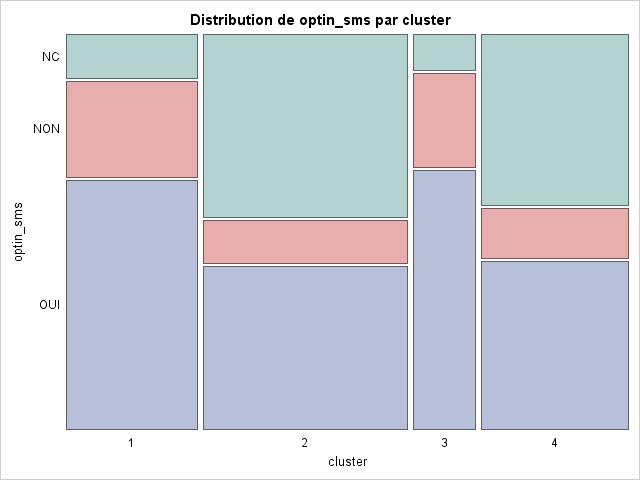 Distribution de optin_sms par cluster
NC
NON
OUI
optin_sms
1 2 3 4
cluster